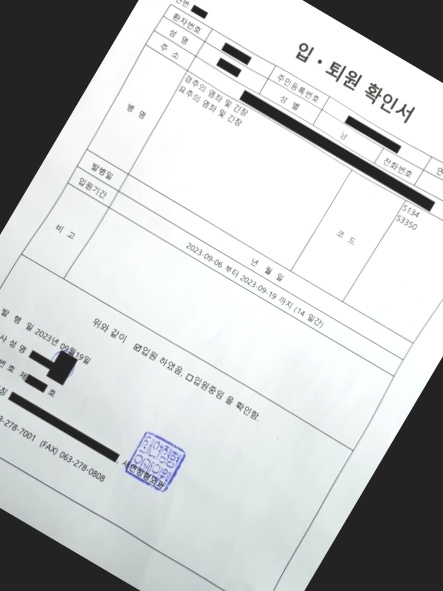 입 · 퇴원 확인서
환자번호
성 명
주민등록번호
주 소
성 별
남
전화번호
병 명
경추의 염좌 및 긴장
요추의 염좌 및 긴장
코 드
S134
S3350
발병일
년 월 일
입원기간
2023-09-06 부터 2023-09-19 까지 (14 일간)
비 고
위와 같이 ☑입원 하였음, □입원중임 을 확인함.
발 행 일 2023년 09월19일
사 성 명
번 호 제 호
3-278-7001 (FAX) 063-278-0808